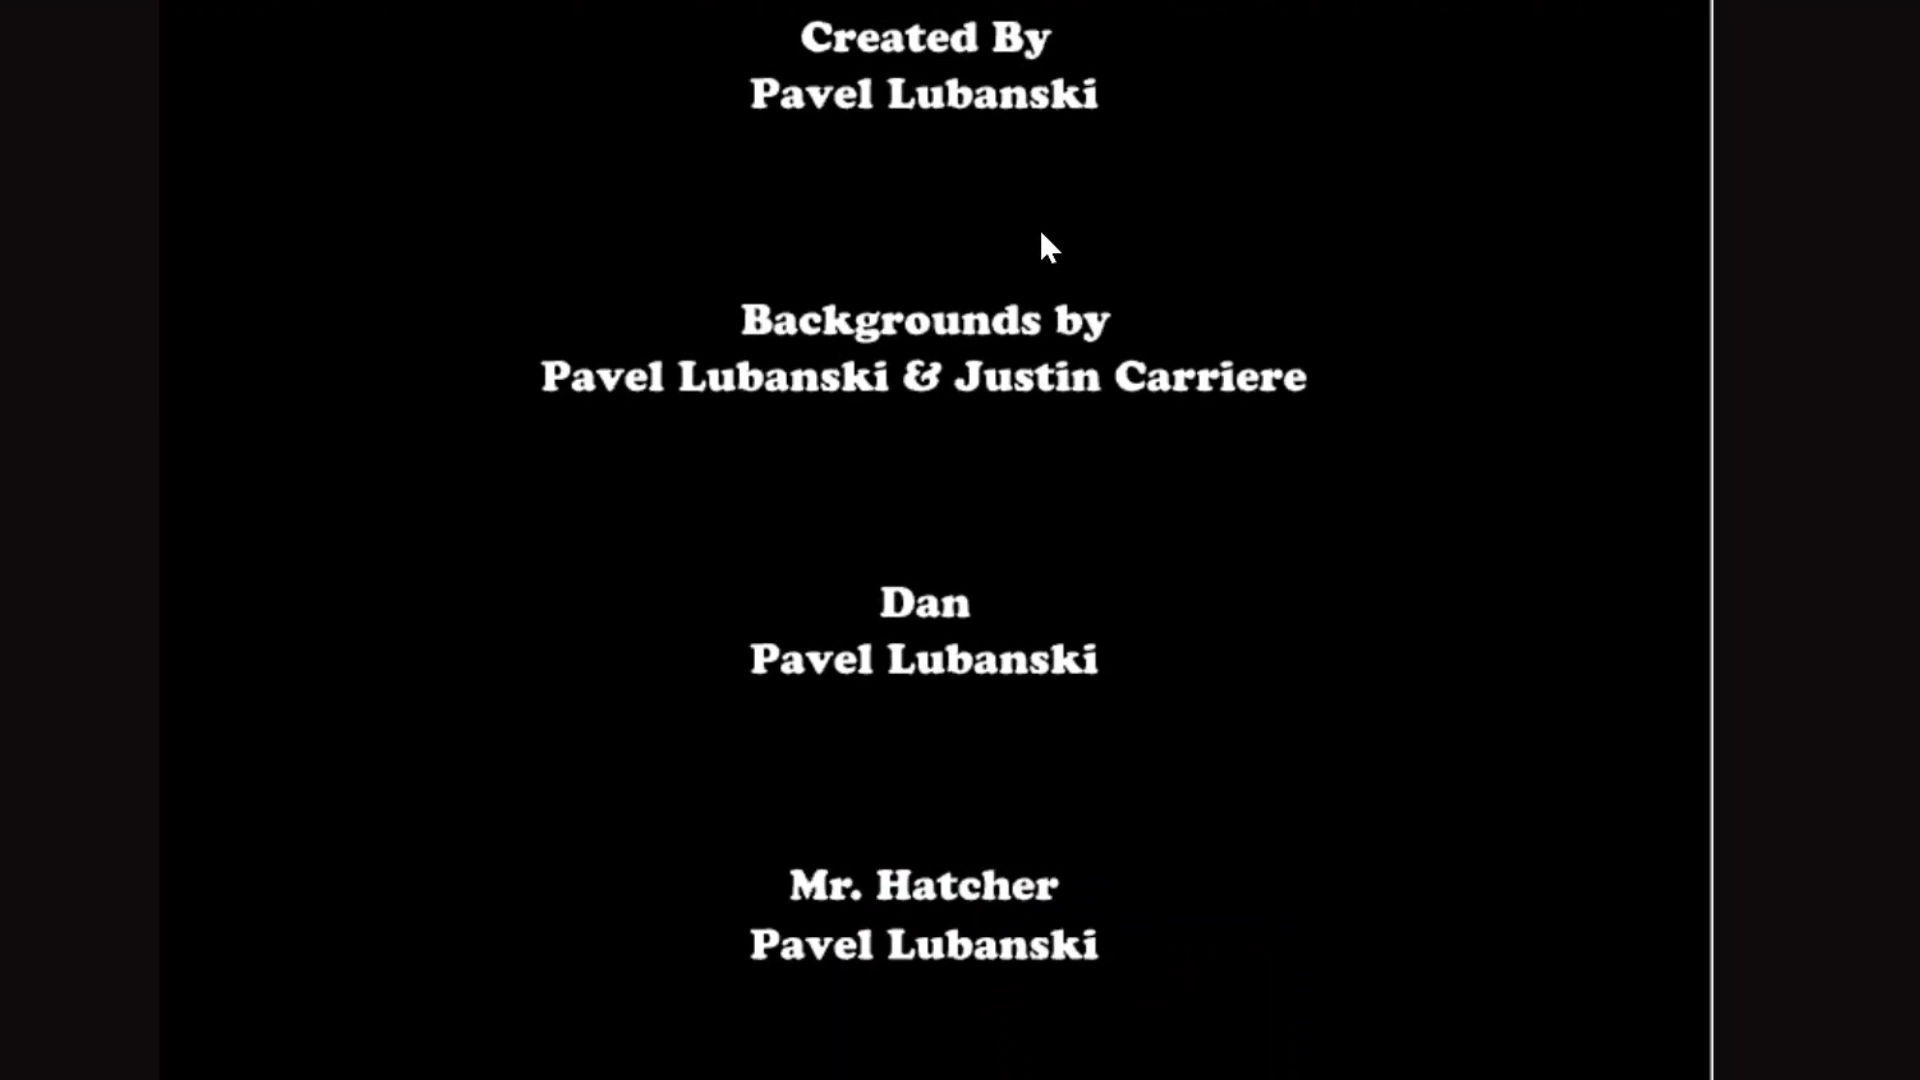 Created By
Pavel Lubanski
Backgrounds by
Pavel Lubanski & Justin Carriere
Dan
Pavel Lubanski
Mr. Hatcher
Pavel Lubanski